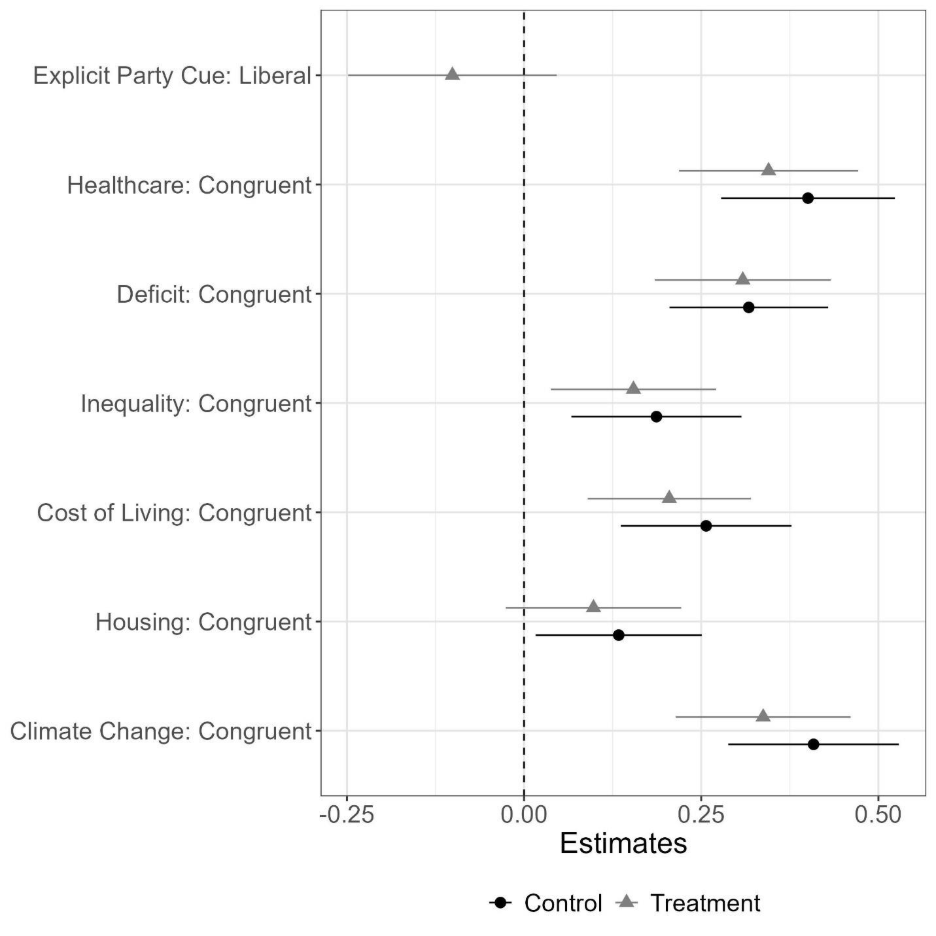 Explicit Party Cue: Liberal
Healthcare: Congruent
Deficit: Congruent
Inequality: Congruent
Cost of Living: Congruent
Housing: Congruent
Climate Change: Congruent
-0.25 0.00 0.25 0.50
Estimates
Control Treatment